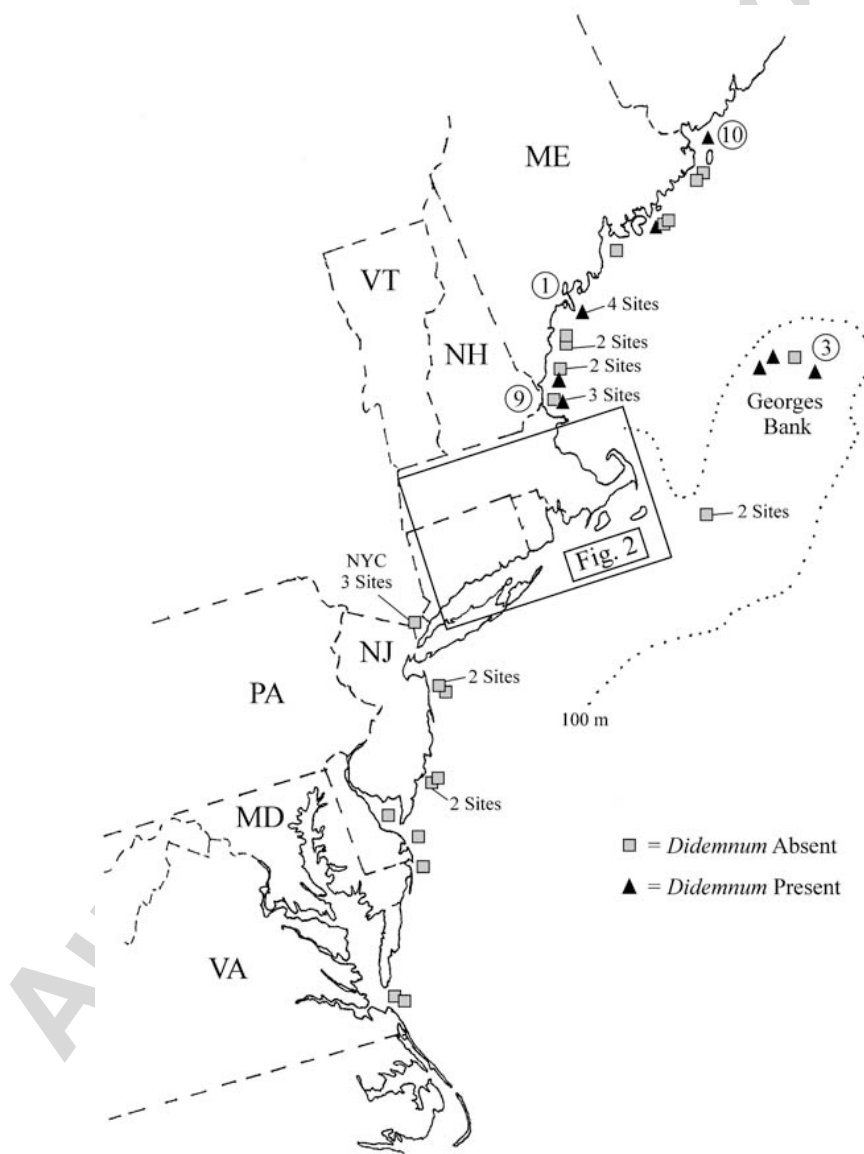 10
ME
VT
1
4 Sites
NH
2 Sites
3
2 Sites
9
3 Sites
Georges
Bank
2 Sites
Fig. 2
NYC
3 Sites
NJ
2 Sites
PA
100 m
2 Sites
MD
= Didemnum Absent
= Didemnum Present
VA